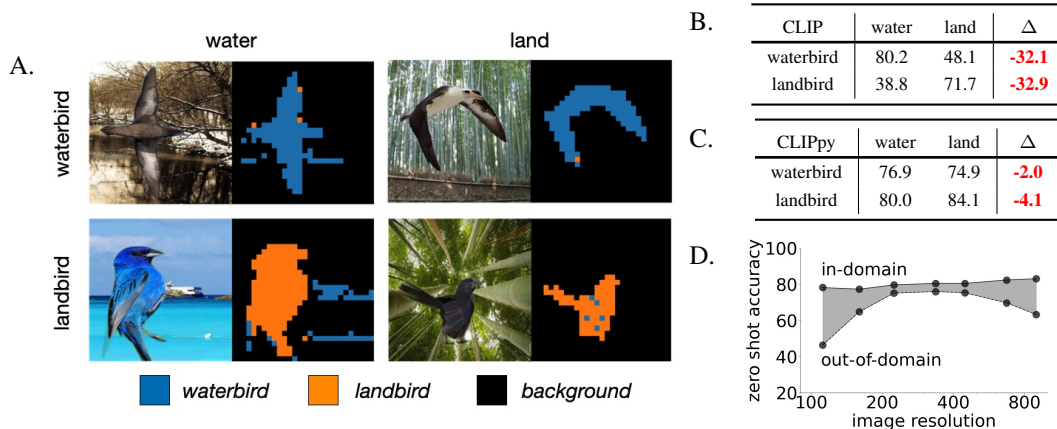 A.
water land
waterbird
landbird
waterbird landbird background
B.
CLIP water land Δ
waterbird 80.2 48.1 -32.1
landbird 38.8 71.7 -32.9
C.
CLIPpy water land Δ
waterbird 76.9 74.9 -2.0
landbird 80.0 84.1 -4.1
D.
zero shot accuracy
100
80
60
40
20
in-domain
out-of-domain
100 200 400 800
image resolution